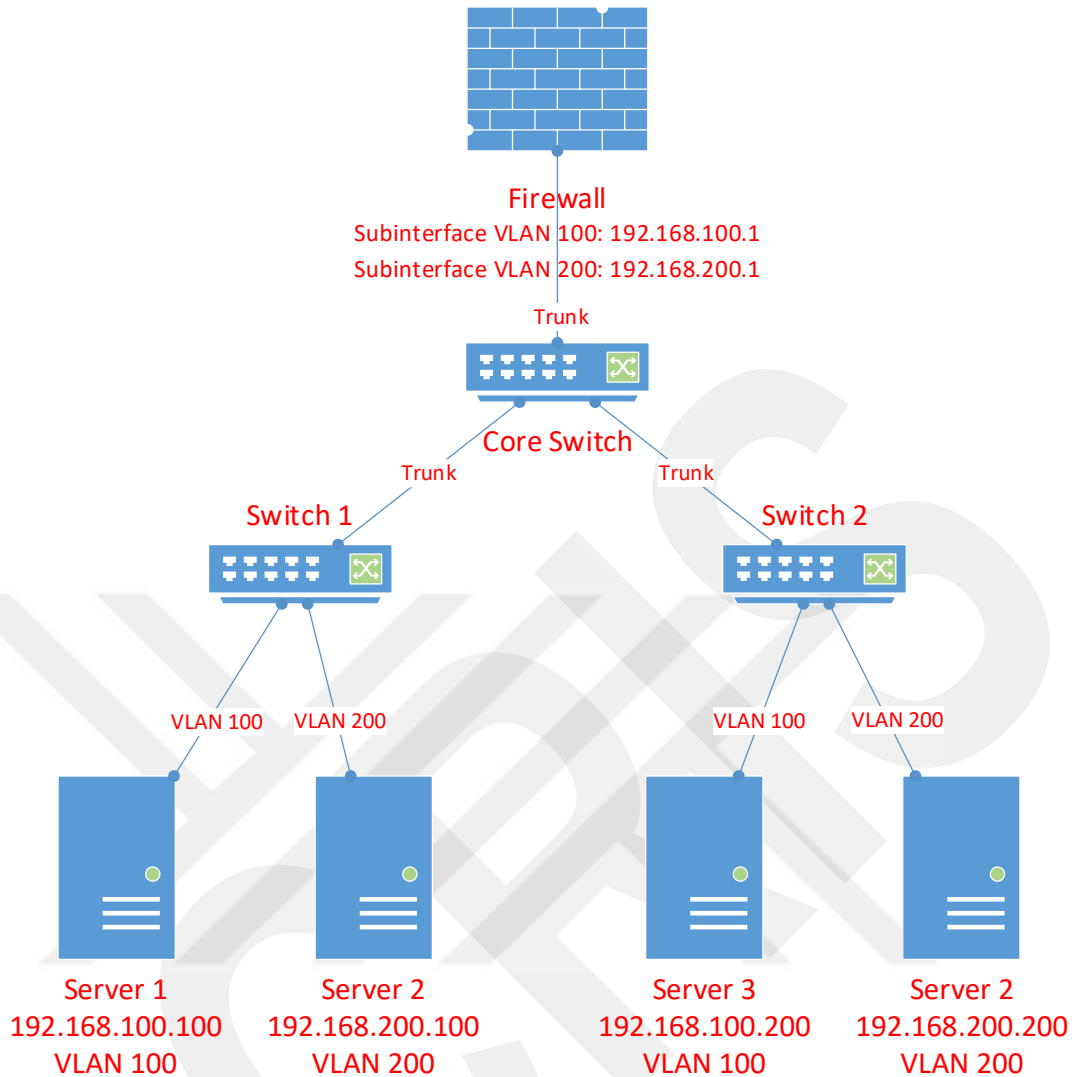 Firewall
Subinterface VLAN 100: 192.168.100.1
Subinterface VLAN 200: 192.168.200.1
Trunk
Core Switch
Trunk
Trunk
Switch 1
Switch 2
VLAN 100
VLAN 200
VLAN 100
VLAN 200
Server 1
192.168.100.100
VLAN 100
Server 2
192.168.200.100
VLAN 200
Server 3
192.168.100.200
VLAN 100
Server 2
192.168.200.200
VLAN 200